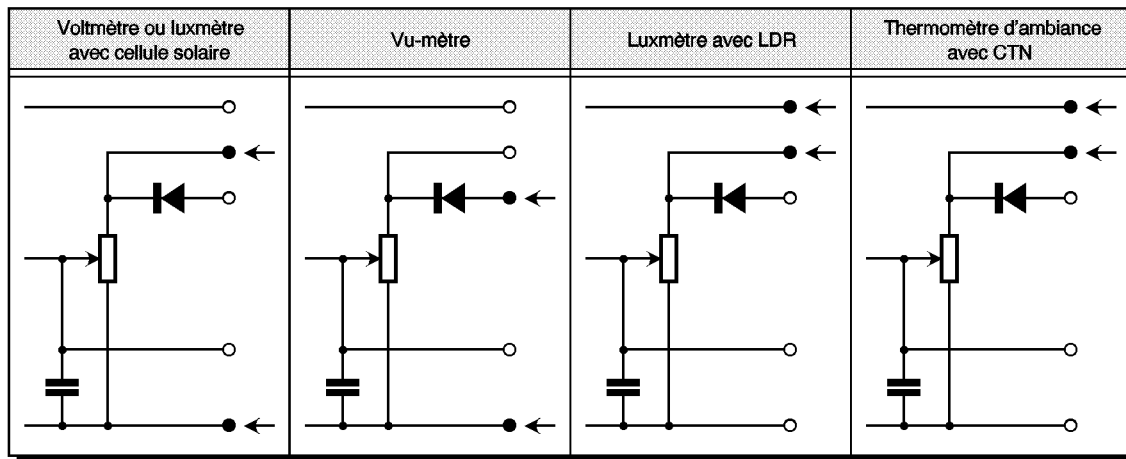 Voltmètre ou luxmètre
avec cellule solaire
Vu-mètre
Luxmètre avec LDR
Thermomètre d'ambiance
avec CTN